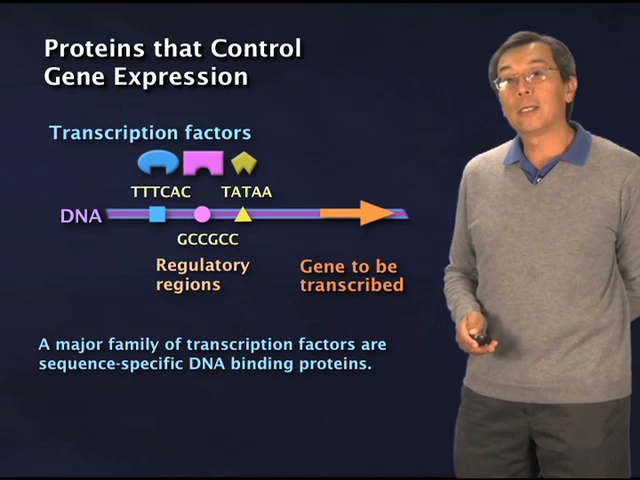 Proteins that Control
Gene Expression
Transcription factors
TTTCAC TATAA
DNA
GCCGCC
Regulatory
regions
Gene to be
transcribed
A major family of transcription factors are
sequence-specific DNA binding proteins.